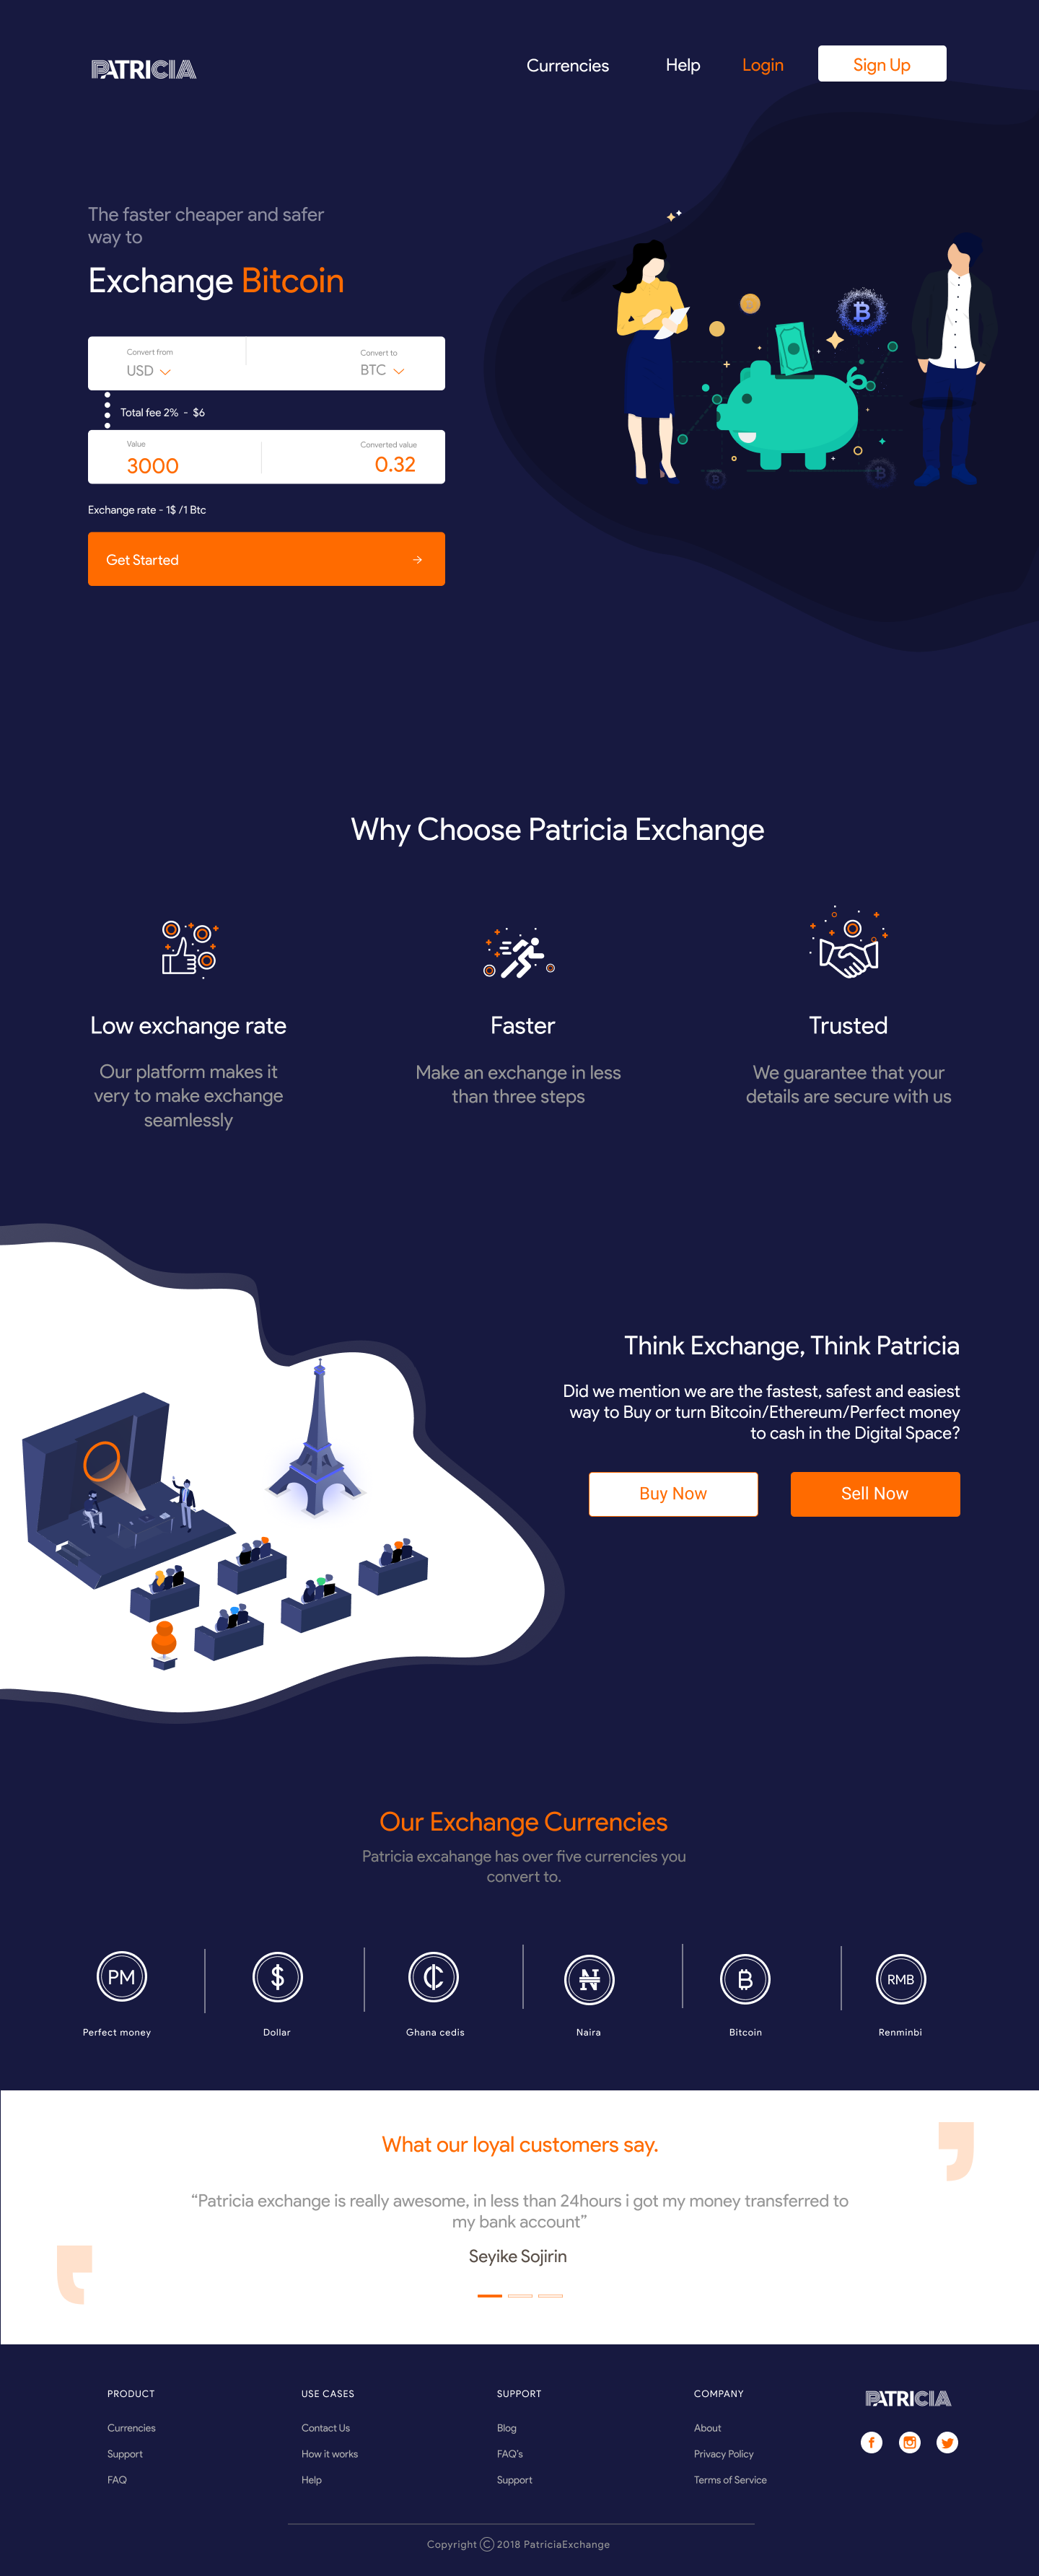 PATRICIA
Currencies
Help
Login
Sign Up
The faster cheaper and safer
way to
Exchange Bitcoin
Convert from
Convert to
USD
BTC
Total fee 2% - $6
Value
Converted value
3000
0.32
Exchange rate - 1$ /1 Btc
Get Started
Why Choose Patricia Exchange
Low exchange rate
Our platform makes it
very to make exchange
seamlessly
Faster
Make an exchange in less
than three steps
Trusted
We guarantee that your
details are secure with us
Think Exchange, Think Patricia
Did we mention we are the fastest, safest and easiest
way to Buy or turn Bitcoin/Ethereum/Perfect money
to cash in the Digital Space?
Buy Now
Sell Now
Our Exchange Currencies
Patricia excahange has over five currencies you
convert to.
PM
RMB
Perfect money
Dollar
Ghana cedis
Naira
Bitcoin
Renminbi
What our loyal customers say.
“Patricia exchange is really awesome, in less than 24hours i got my money transferred to
my bank account”
Seyike Sojirin
PRODUCT
Currencies
Support
FAQ
USE CASES
Contact Us
How it works
Help
SUPPORT
Blog
FAQ's
Support
COMPANY
About
Privacy Policy
Terms of Service
PATRICIA
Copyright © 2018 PatriciaExchange